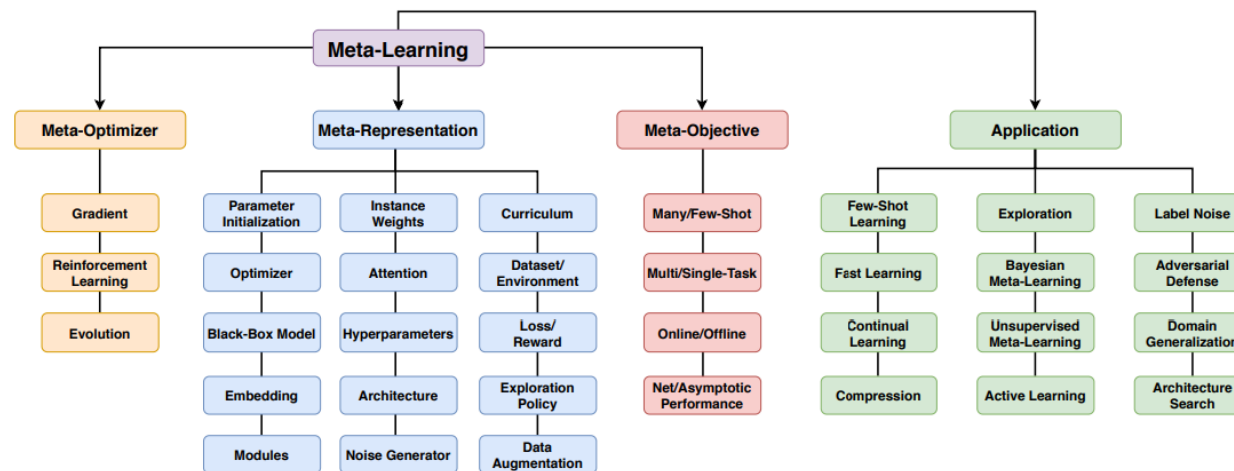 Meta-Learning
Meta-Optimizer
Meta-Representation
Meta-Objective
Application
Gradient
Reinforcement
Learning
Evolution
Parameter
Initialization
Optimizer
Black-Box Model
Embedding
Modules
Instance
Weights
Attention
Hyperparameters
Architecture
Noise Generator
Curriculum
Dataset/
Environment
Loss/
Reward
Exploration
Policy
Data
Augmentation
Many/Few-Shot
Multi/Single-Task
Online/Offline
Net/Asymptotic
Performance
Few-Shot
Learning
Fast Learning
Continual
Learning
Compression
Exploration
Bayesian
Meta-Learning
Unsupervised
Meta-Learning
Active Learning
Label Noise
Adversarial
Defense
Domain
Generalization
Architecture
Search